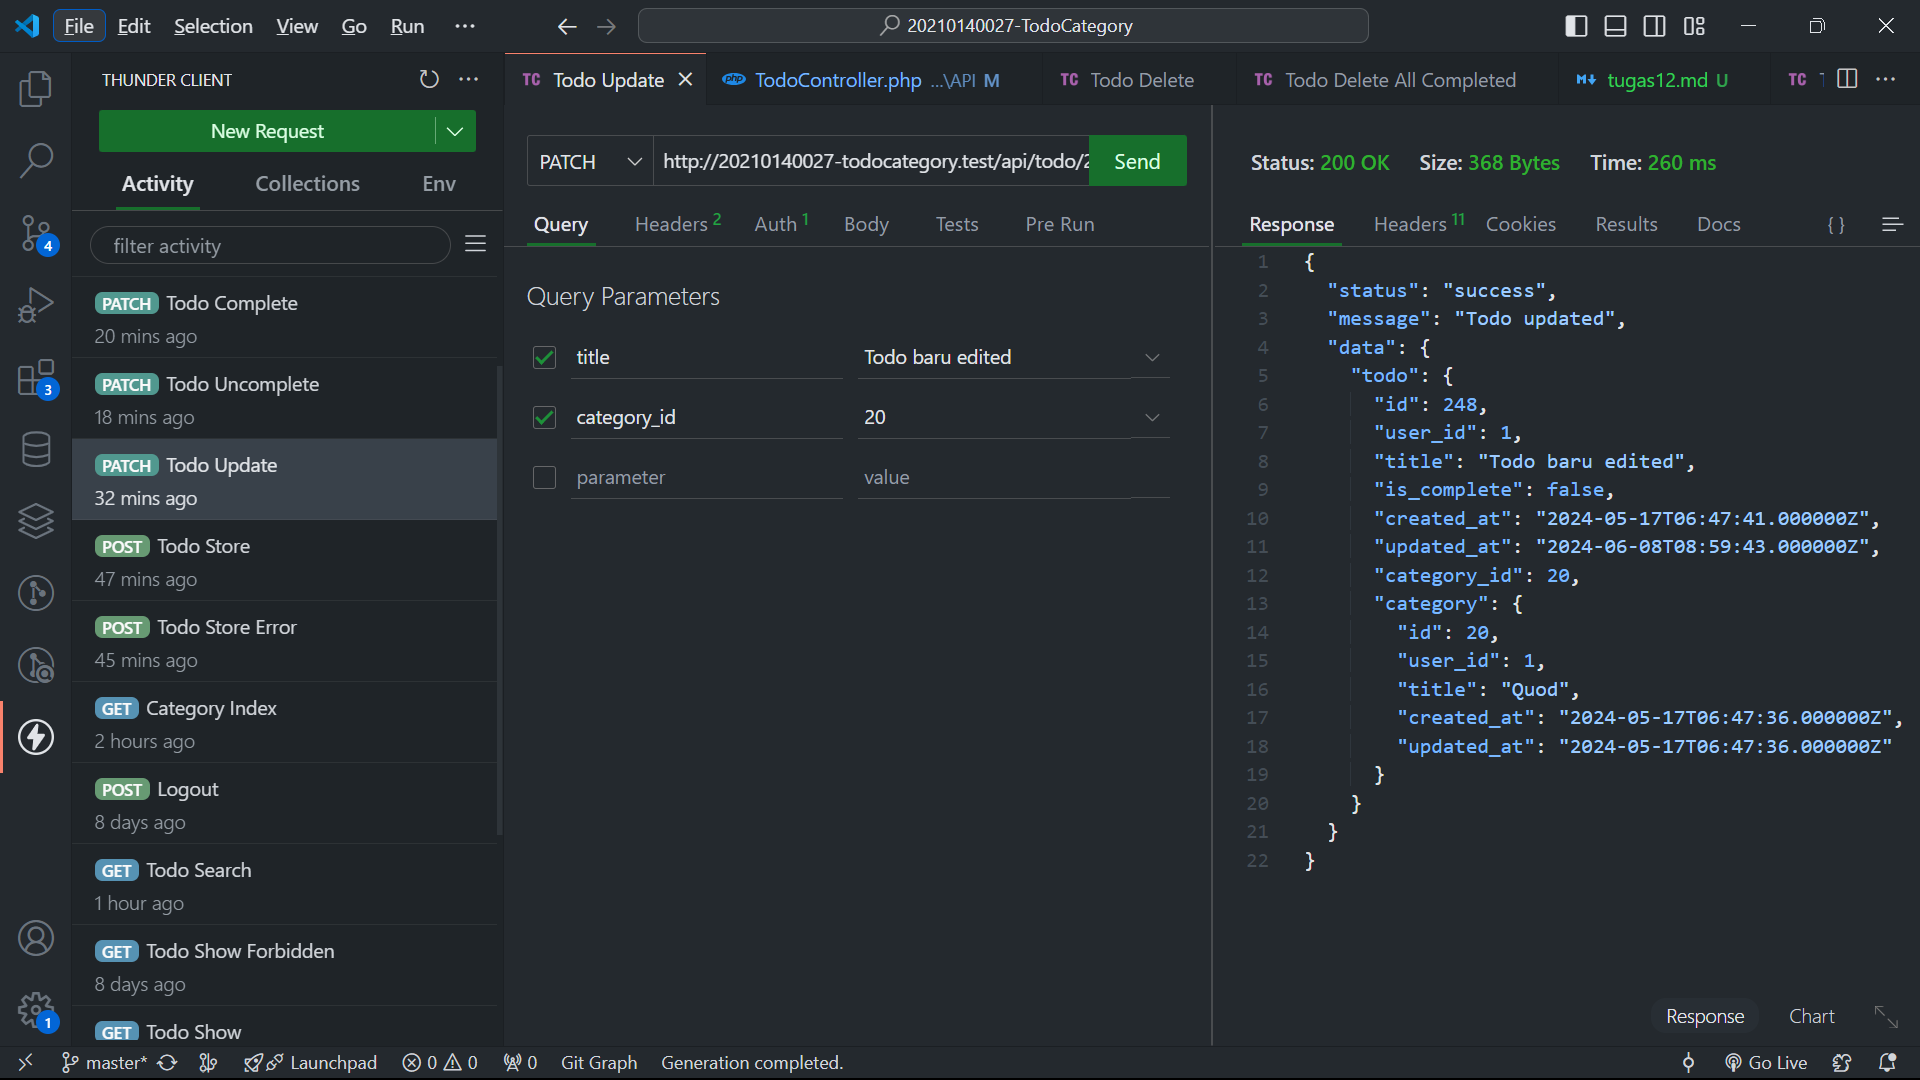 File Edit Selection View Go Run ···
20210140027-TodoCategory
THUNDER CLIENT
New Request
Activity Collections Env
filter activity
PATCH Todo Complete
20 mins ago
PATCH Todo Uncomplete
18 mins ago
PATCH Todo Update
32 mins ago
POST Todo Store
47 mins ago
POST Todo Store Error
45 mins ago
GET Category Index
2 hours ago
POST Logout
8 days ago
GET Todo Search
1 hour ago
GET Todo Show Forbidden
8 days ago
GET Todo Show
4
3
1
TC Todo Update
php TodoController.php ...\API M
TC Todo Delete
TC Todo Delete All Completed
M↓ tugas12.md U
TC
PATCH http://20210140027-todocategory.test/api/todo/2 Send
Query Headers 2 Auth 1 Body Tests Pre Run
Query Parameters
title Todo baru edited
category_id 20
parameter value
Status: 200 OK Size: 368 Bytes Time: 260 ms
Response Headers 11 Cookies Results Docs { }
1 {
2 "status": "success",
3 "message": "Todo updated",
4 "data": {
5 "todo": {
6 "id": 248,
7 "user_id": 1,
8 "title": "Todo baru edited",
9 "is_complete": false,
10 "created_at": "2024-05-17T06:47:41.000000Z",
11 "updated_at": "2024-06-08T08:59:43.000000Z",
12 "category_id": 20,
13 "category": {
14 "id": 20,
15 "user_id": 1,
16 "title": "Quod",
17 "created_at": "2024-05-17T06:47:36.000000Z",
18 "updated_at": "2024-05-17T06:47:36.000000Z"
19 }
20 }
21 }
22 }
Response Chart
master* Launchpad 0 0 0 Git Graph Generation completed. Go Live